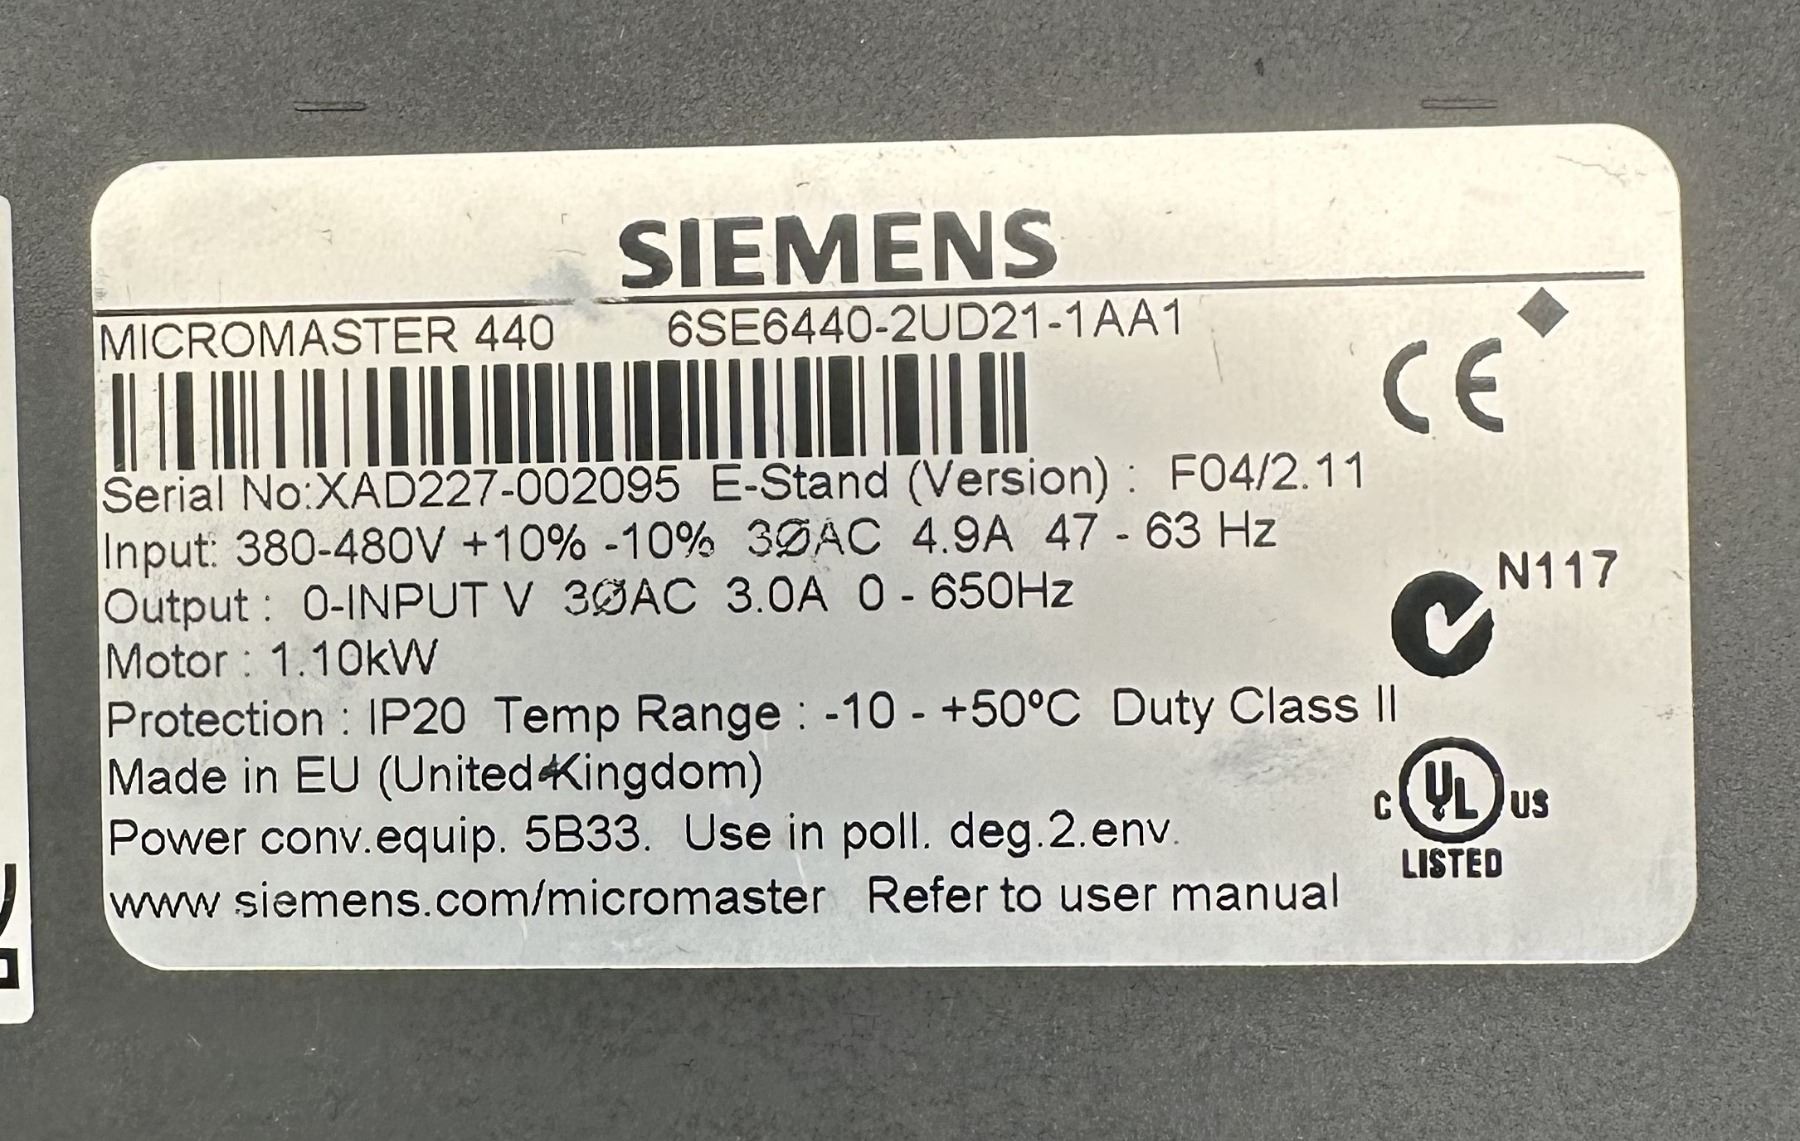 SIEMENS
MICROMASTER 440 6SE6440-2UD21-1AA1
CE
Serial No:XAD227-002095 E-Stand (Version) : F04/2.11
Input: 380-480V +10% -10% 3ØAC 4.9A 47 - 63 Hz
N117
Output : 0-INPUT V 3ØAC 3.0A 0 - 650Hz
Motor : 1.10kW
Protection : IP20 Temp Range : -10 - +50ºC Duty Class II
Made in EU (United Kingdom)
C UL US
LISTED
Power conv.equip. 5B33. Use in poll. deg.2.env.
www.siemens.com/micromaster Refer to user manual